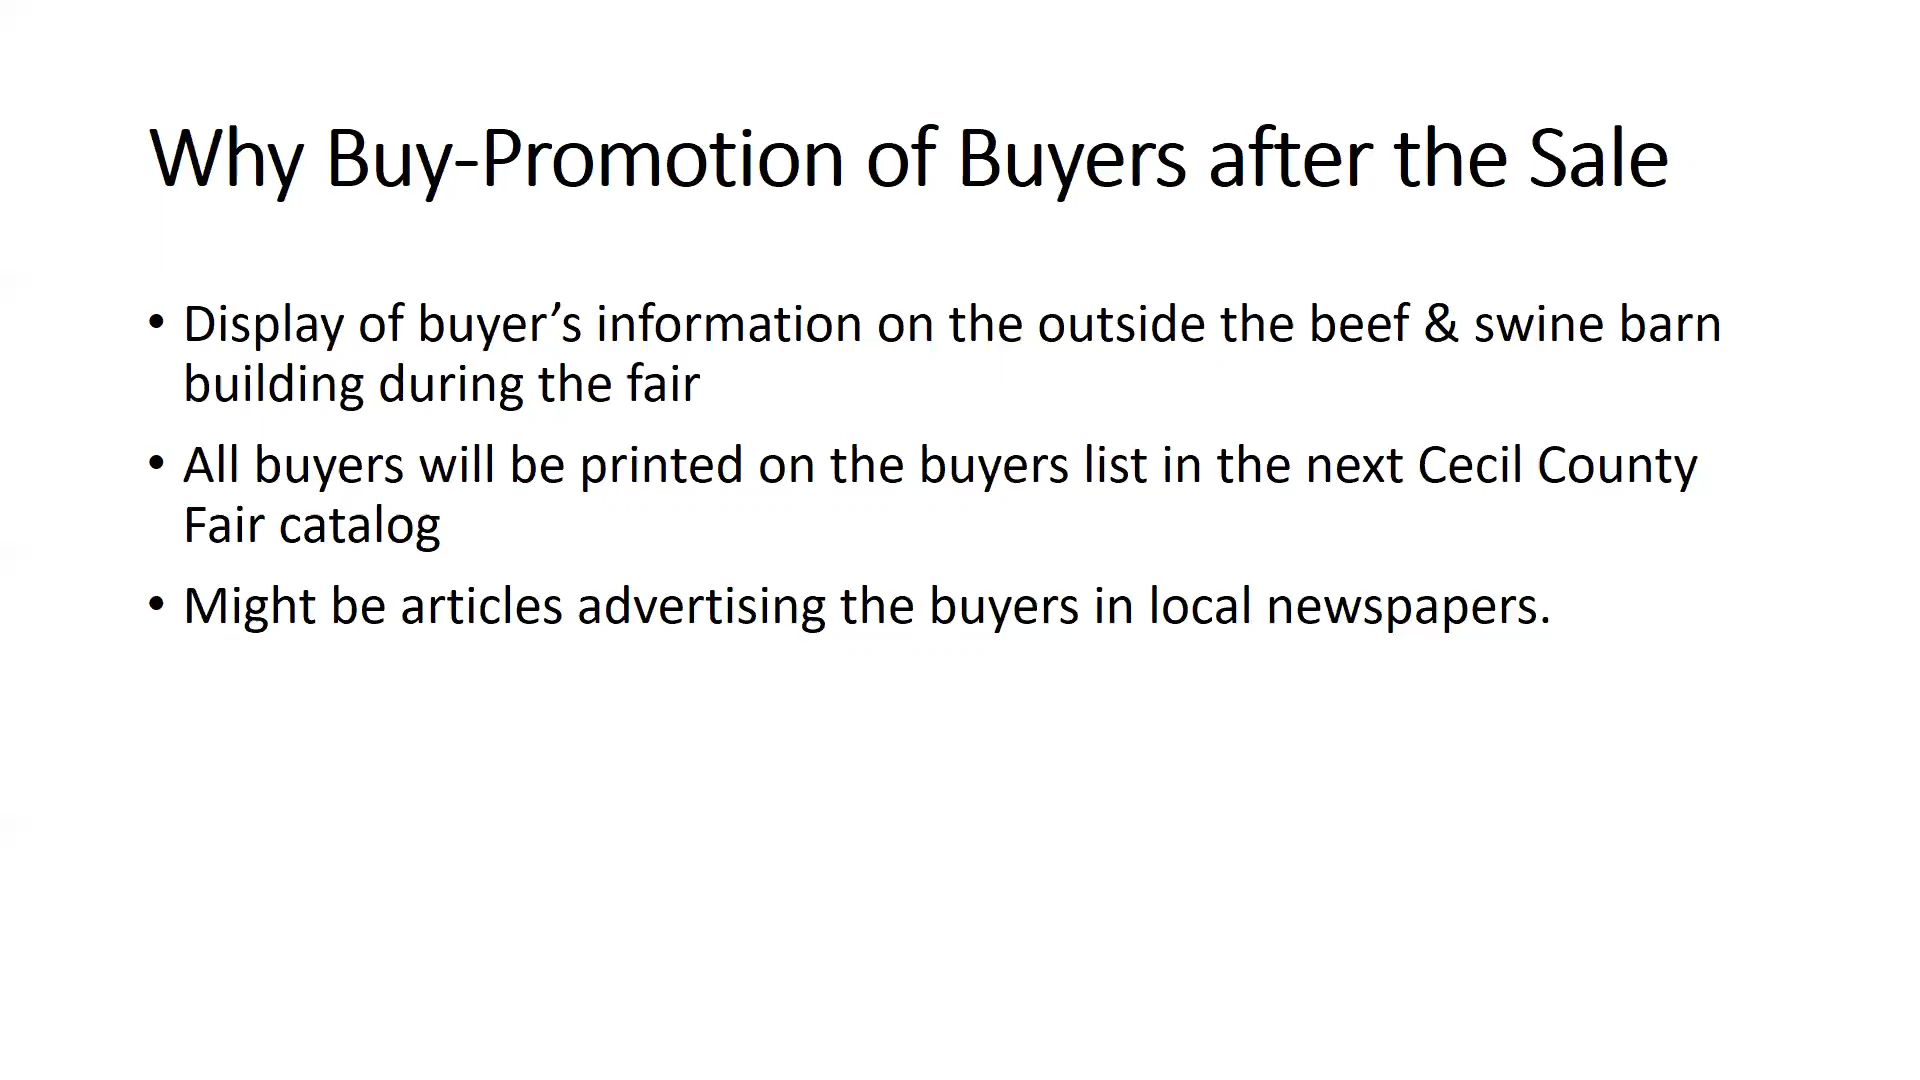 Why Buy-Promotion of Buyers after the Sale
• Display of buyer’s information on the outside the beef & swine barn
building during the fair
• All buyers will be printed on the buyers list in the next Cecil County
Fair catalog
• Might be articles advertising the buyers in local newspapers.